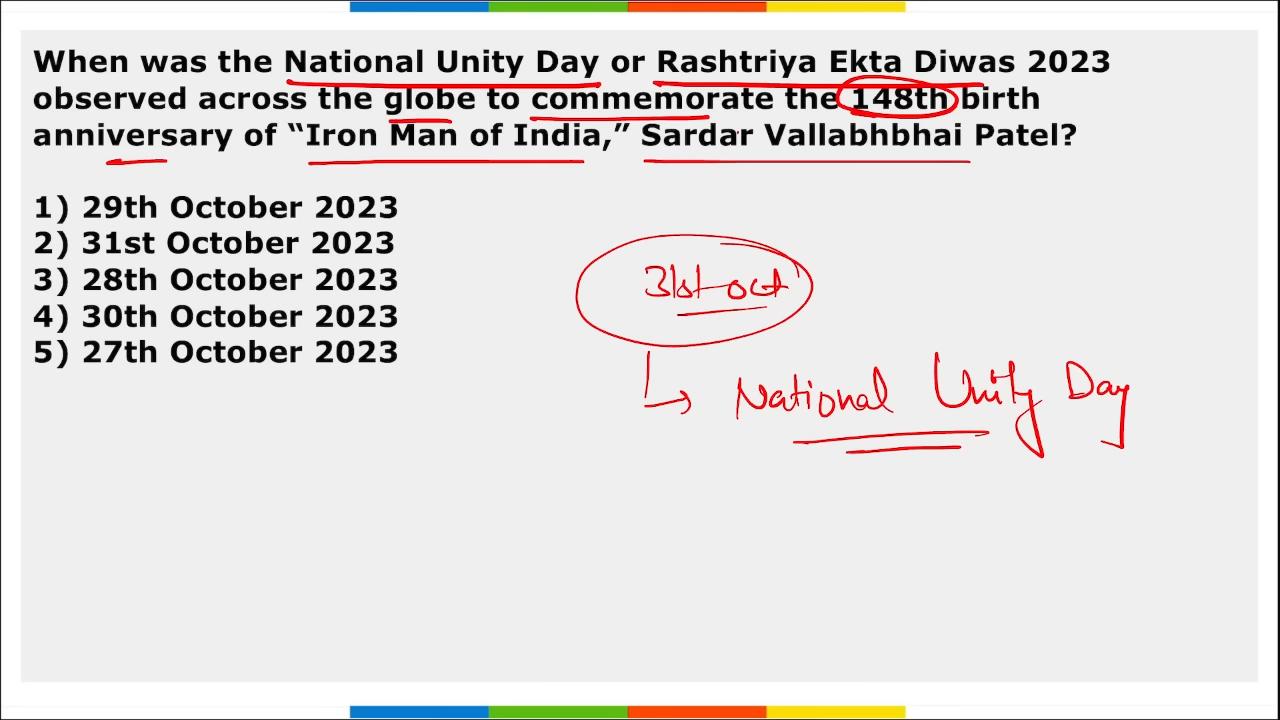 When was the National Unity Day or Rashtriya Ekta Diwas 2023
observed across the globe to commemorate the 148th birth
anniversary of “Iron Man of India,” Sardar Vallabhbhai Patel?
1) 29th October 2023
2) 31st October 2023
3) 28th October 2023
4) 30th October 2023
5) 27th October 2023
31st oct
National Unity Day